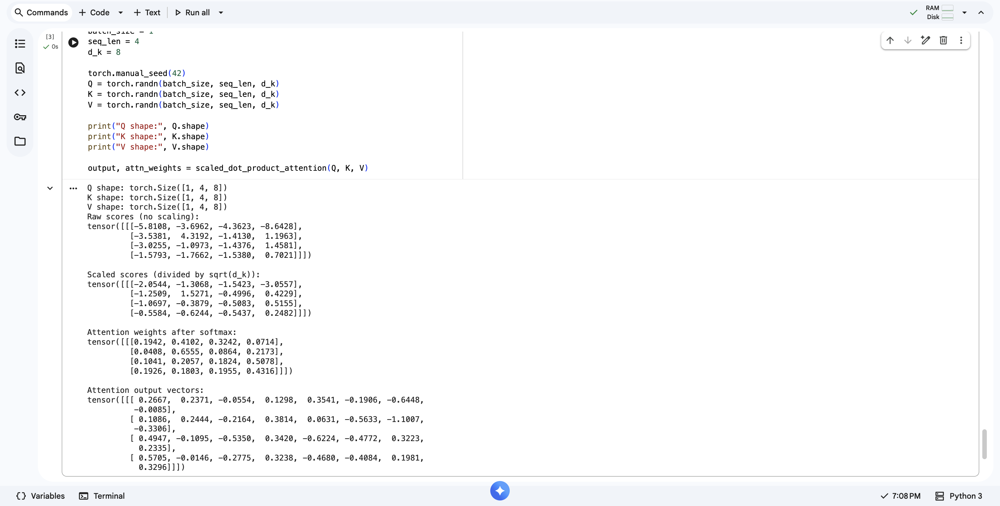 Commands + Code + Text Run all RAM
Disk
[3]
0s
batch_size = 1
seq_len = 4
d_k = 8
torch.manual_seed(42)
Q = torch.randn(batch_size, seq_len, d_k)
K = torch.randn(batch_size, seq_len, d_k)
V = torch.randn(batch_size, seq_len, d_k)
print("Q shape:", Q.shape)
print("K shape:", K.shape)
print("V shape:", V.shape)
output, attn_weights = scaled_dot_product_attention(Q, K, V)
Q shape: torch.Size([1, 4, 8])
K shape: torch.Size([1, 4, 8])
V shape: torch.Size([1, 4, 8])
Raw scores (no scaling):
tensor([[[-5.8108, -3.6962, -4.3623, -8.6428],
[-3.5381,  4.3192, -1.4130,  1.1963],
[-3.0255, -1.0973, -1.4376,  1.4581],
[-1.5793, -1.7662, -1.5380,  0.7021]]])
Scaled scores (divided by sqrt(d_k)):
tensor([[[-2.0544, -1.3068, -1.5423, -3.0557],
[-1.2509,  1.5271, -0.4996,  0.4229],
[-1.0697, -0.3879, -0.5083,  0.5155],
[-0.5584, -0.6244, -0.5437,  0.2482]]])
Attention weights after softmax:
tensor([[[0.1942, 0.4102, 0.3242, 0.0714],
[0.0408, 0.6555, 0.0864, 0.2173],
[0.1041, 0.2057, 0.1824, 0.5078],
[0.1926, 0.1803, 0.1955, 0.4316]]])
Attention output vectors:
tensor([[[ 0.2667,  0.2371, -0.0554,  0.1298,  0.3541, -0.1906, -0.6448,
-0.0085],
[ 0.1086,  0.2444, -0.2164,  0.3814,  0.0631, -0.5633, -1.1007,
-0.3306],
[ 0.4947, -0.1095, -0.5350,  0.3420, -0.6224, -0.4772,  0.3223,
0.2335],
[ 0.5705, -0.0146, -0.2775,  0.3238, -0.4680, -0.4084,  0.1981,
0.3296]]])
Variables Terminal 7:08 PM Python 3